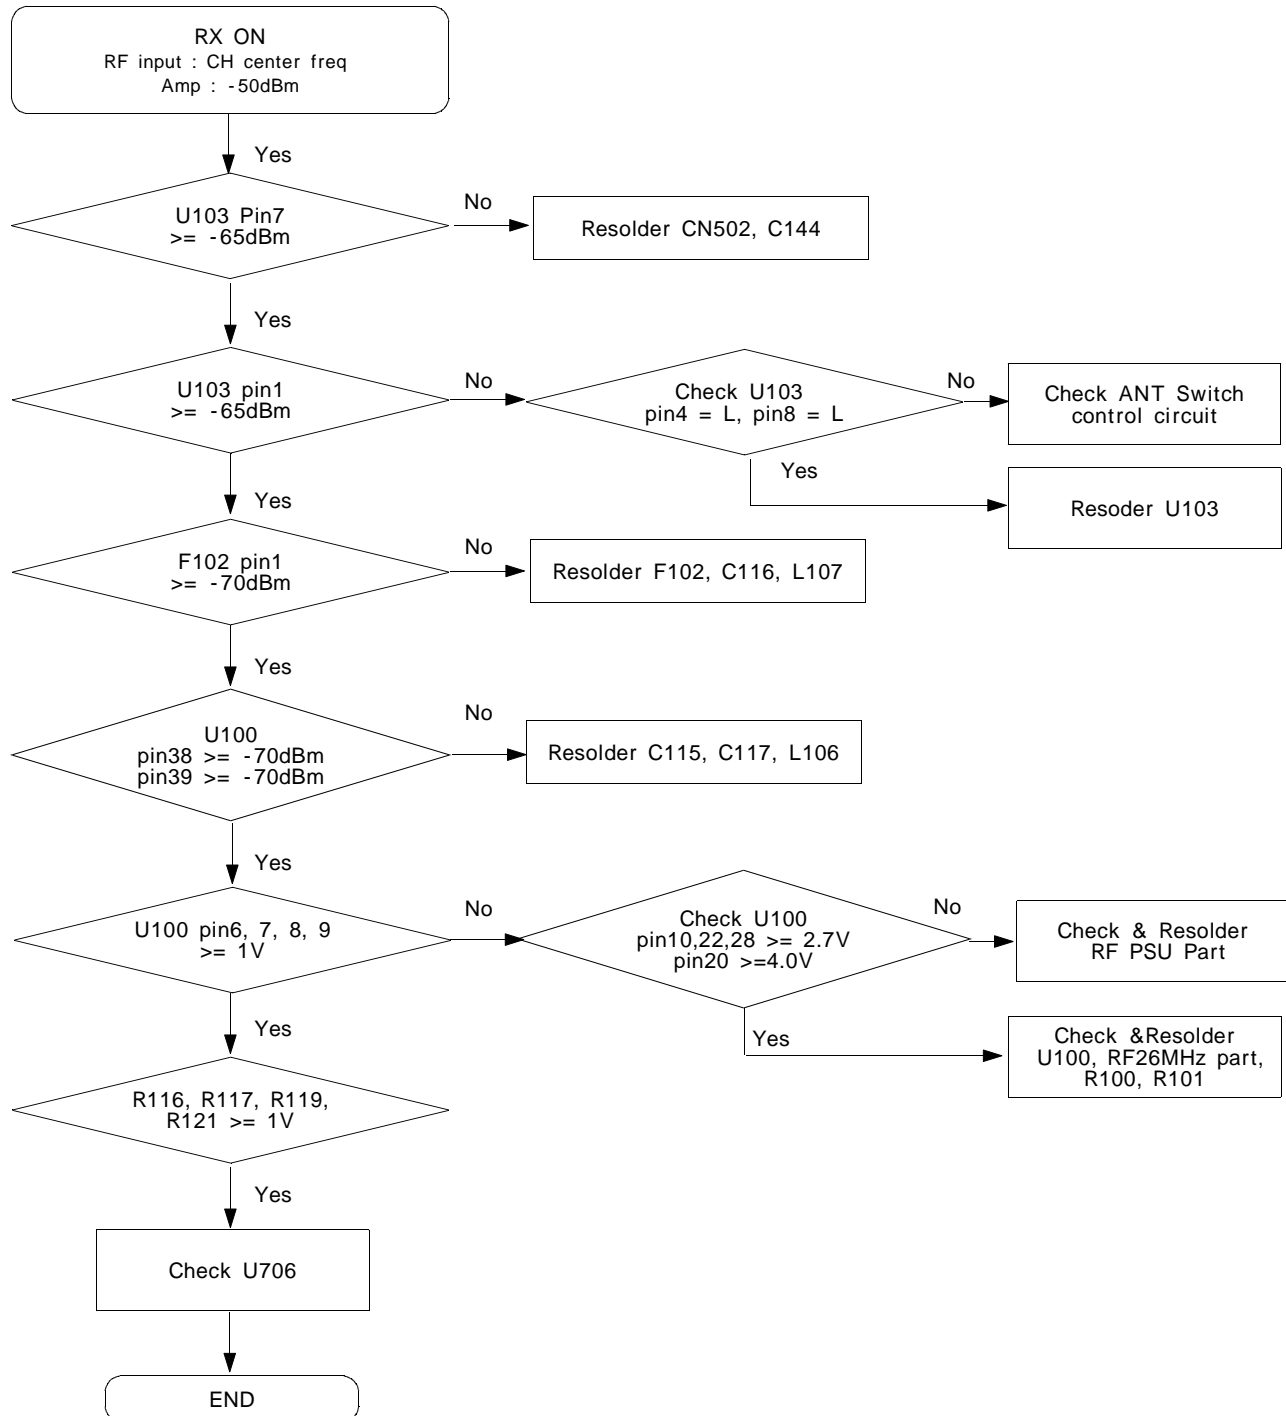 RX ON
RF input : CH center freq
Amp : -50dBm
Yes
U103 Pin7
>= -65dBm
No
Resolder CN502, C144
Yes
U103 pin1
>= -65dBm
No
Check U103
pin4 = L, pin8 = L
No
Check ANT Switch
control circuit
Yes
Resoder U103
Yes
F102 pin1
>= -70dBm
No
Resolder F102, C116, L107
Yes
U100
pin38 >= -70dBm
pin39 >= -70dBm
No
Resolder C115, C117, L106
Yes
U100 pin6, 7, 8, 9
>= 1V
No
Check U100
pin10,22,28 >= 2.7V
pin20 >=4.0V
No
Check & Resolder
RF PSU Part
Yes
Check &Resolder
U100, RF26MHz part,
R100, R101
Yes
R116, R117, R119,
R121 >= 1V
Yes
Check U706
END